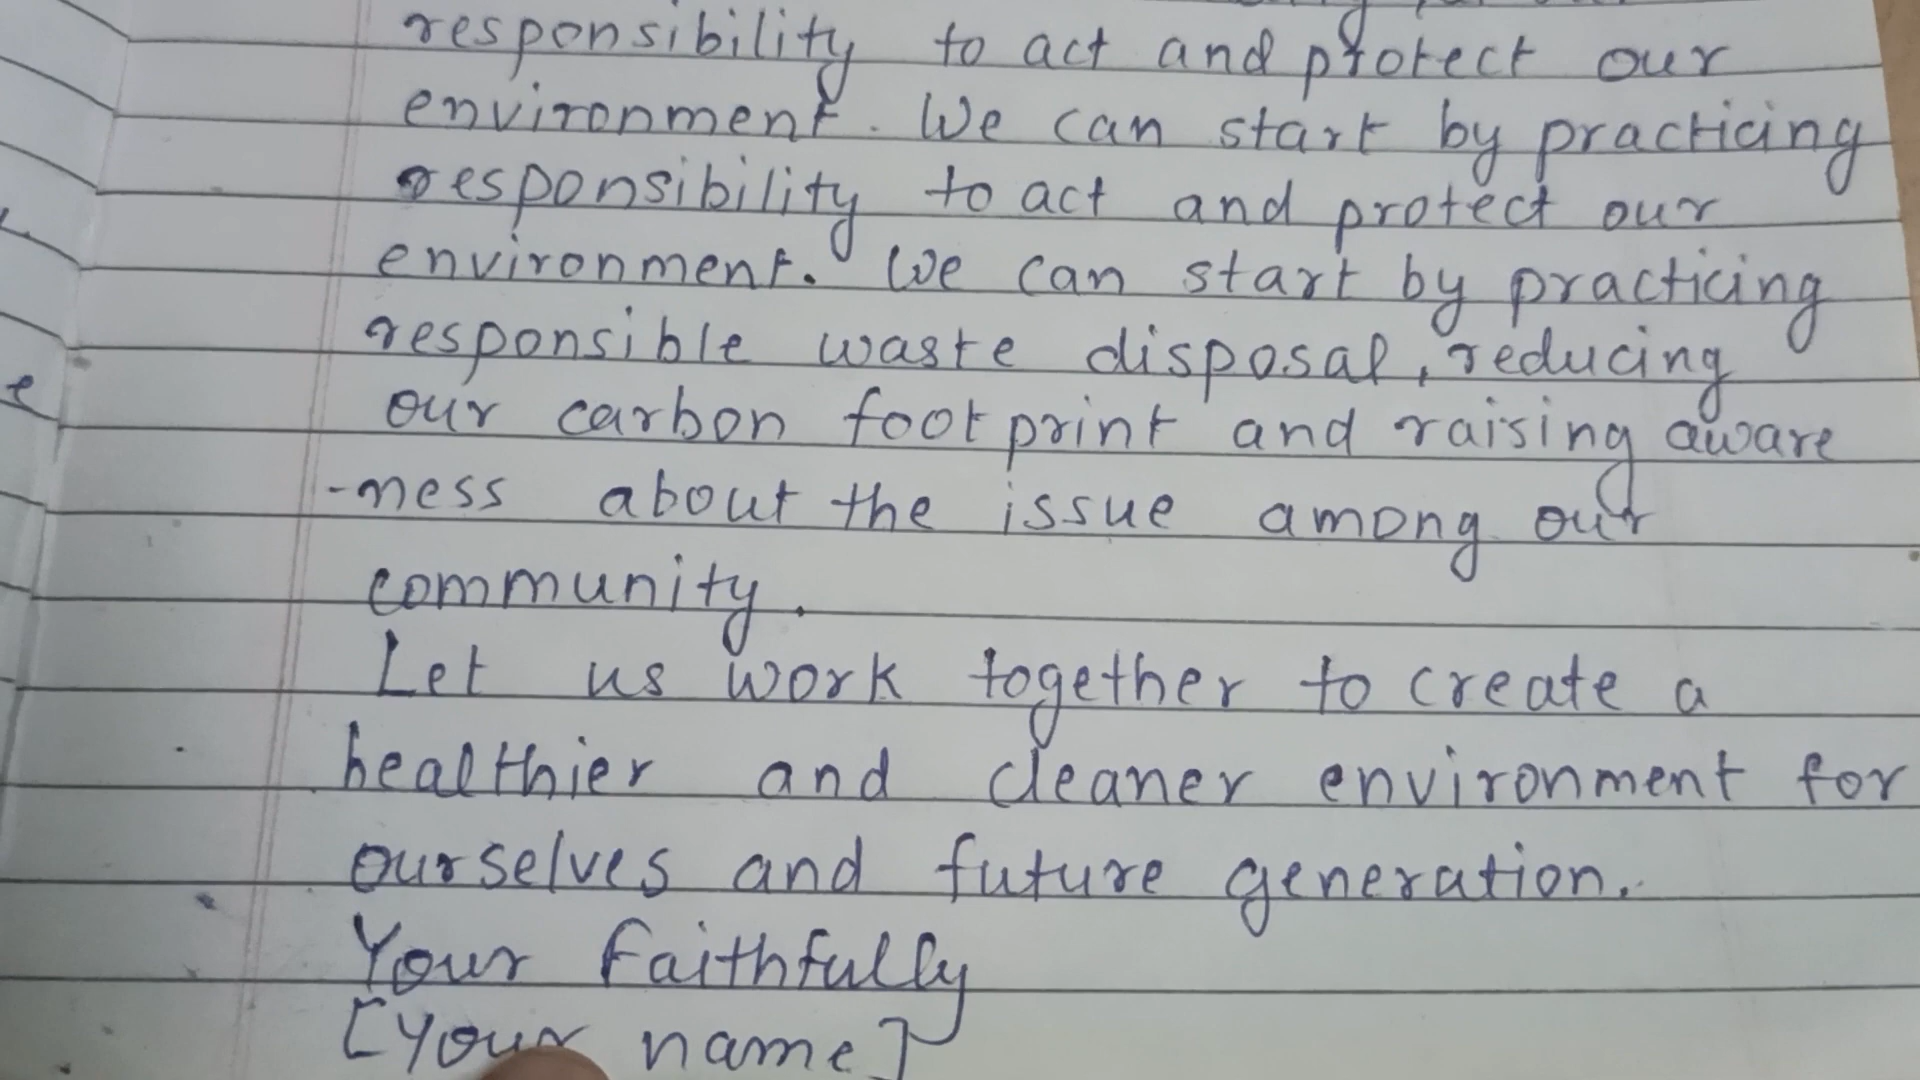 responsibility to act and protect our
environment. We can start by practicing
responsibility to act and protect our
environment. We can start by practicing
responsible waste disposal, reducing
our carbon footprint and raising aware
-ness about the issue among our
community.
Let us work together to create a
healthier and cleaner environment for
ourselves and future generation.
Your Faithfully
[Your name]